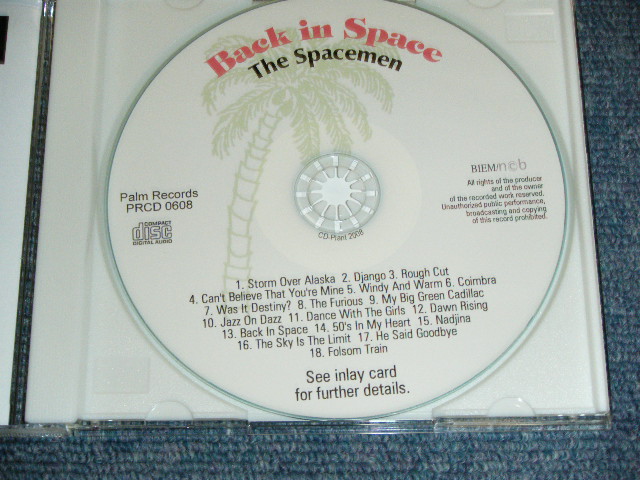 Back in Space
The Spacemen
Palm Records
PRCD 0608
COMPACT
disc
DIGITAL AUDIO
BIEM/n©b
All rights of the producer
and of the owner
of the recorded work reserved.
Unauthorized public performance,
broadcasting and copying
of this record prohibited.
CD-Plant 2008
1. Storm Over Alaska 2. Django 3. Rough Cut
4. Can't Believe That You're Mine 5. Windy And Warm 6. Coimbra
7. Was It Destiny? 8. The Furious 9. My Big Green Cadillac
10. Jazz On Dazz 11. Dance With The Girls 12. Dawn Rising
13. Back In Space 14. 50's In My Heart 15. Nadjina
16. The Sky Is The Limit 17. He Said Goodbye
18. Folsom Train
See inlay card
for further details.